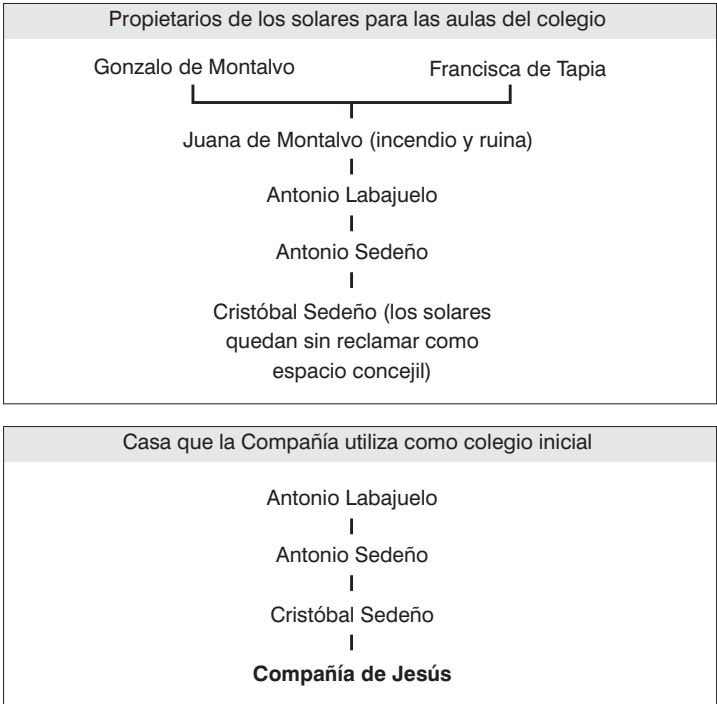 Propietarios de los solares para las aulas del colegio
Gonzalo de Montalvo
Francisca de Tapia
Juana de Montalvo (incendio y ruina)
Antonio Labajuelo
Antonio Sedeño
Cristóbal Sedeño (los solares
quedan sin reclamar como
espacio concejil)
Casa que la Compañía utiliza como colegio inicial
Antonio Labajuelo
Antonio Sedeño
Cristóbal Sedeño
Compañía de Jesús